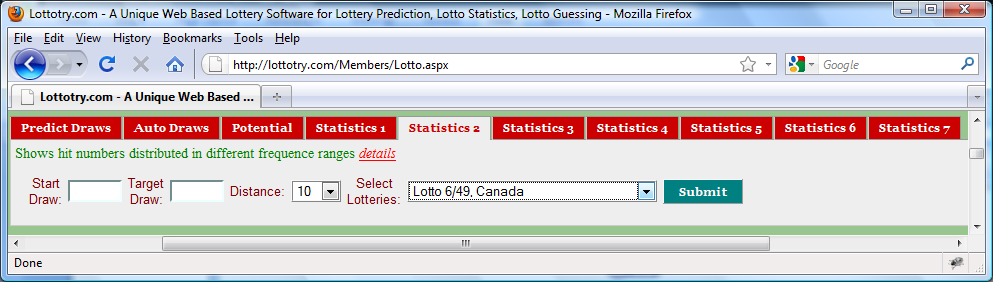 Lottotry.com - A Unique Web Based Lottery Software for Lottery Prediction, Lotto Statistics, Lotto Guessing - Mozilla Firefox
File Edit View History Bookmarks Tools Help
http://lottotry.com/Members/Lotto.aspx Google
Lottotry.com - A Unique Web Based ...
Predict Draws Auto Draws Potential Statistics 1 Statistics 2 Statistics 3 Statistics 4 Statistics 5 Statistics 6 Statistics 7
Shows hit numbers distributed in different frequence ranges details
Start Draw: Target Draw: Distance: 10 Select Lotteries: Lotto 6/49, Canada Submit
Done